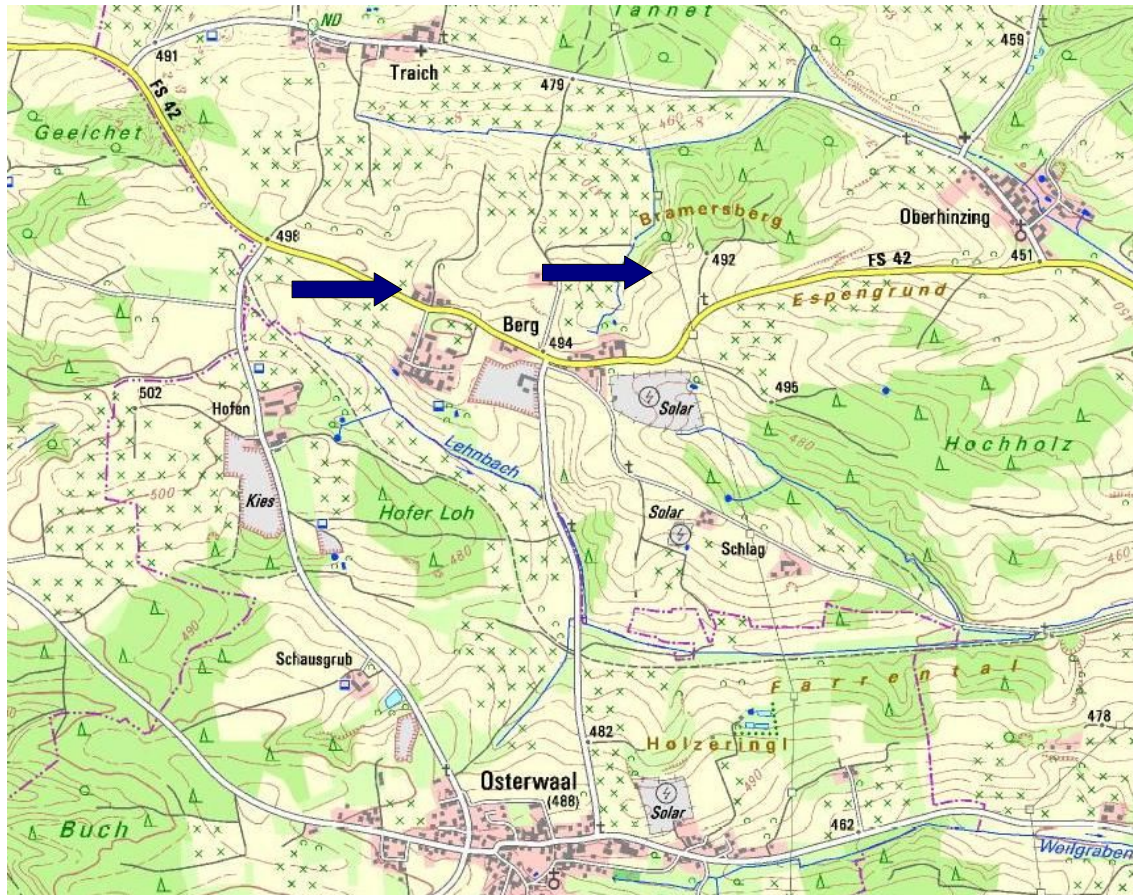 Tannet
ND
491
459
Traich
FS 42
479
460
Geeichet
Bramersberg
Oberhinzing
498
492
FS 42
451
Espengrund
Berg
494
502
495
Hofen
Solar
480
Hochholz
Lehnbach
500
Kies
Hofer Loh
Solar
480
Schlag
460
490
Schausgrub
Farrental
478
482
Holzeringl
Osterwaal
(488)
490
Solar
Buch
462
Weilgraben